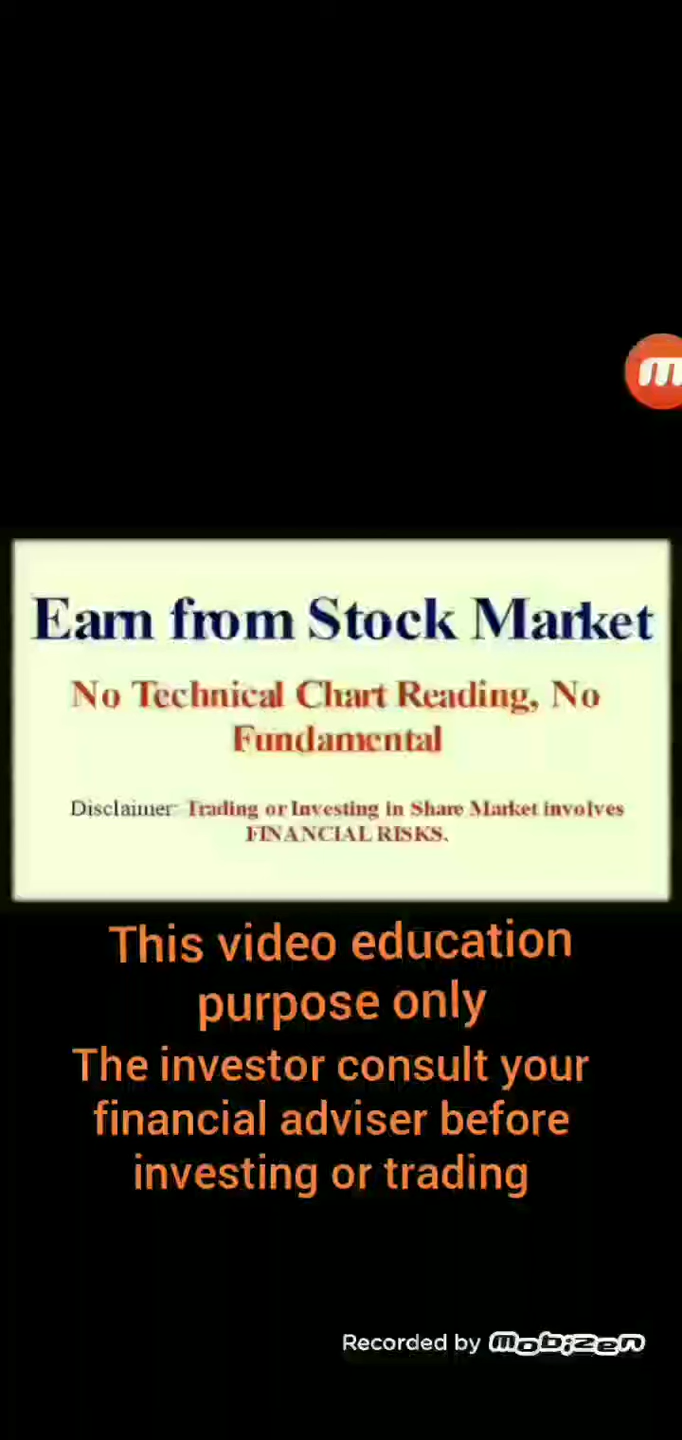 m
Earn from Stock Market
No Technical Chart Reading, No
Fundamental
Disclaimer: Trading or Investing in Share Market involves
FINANCIAL RISKS.
This video education
purpose only
The investor consult your
financial adviser before
investing or trading
Recorded by Mobizen